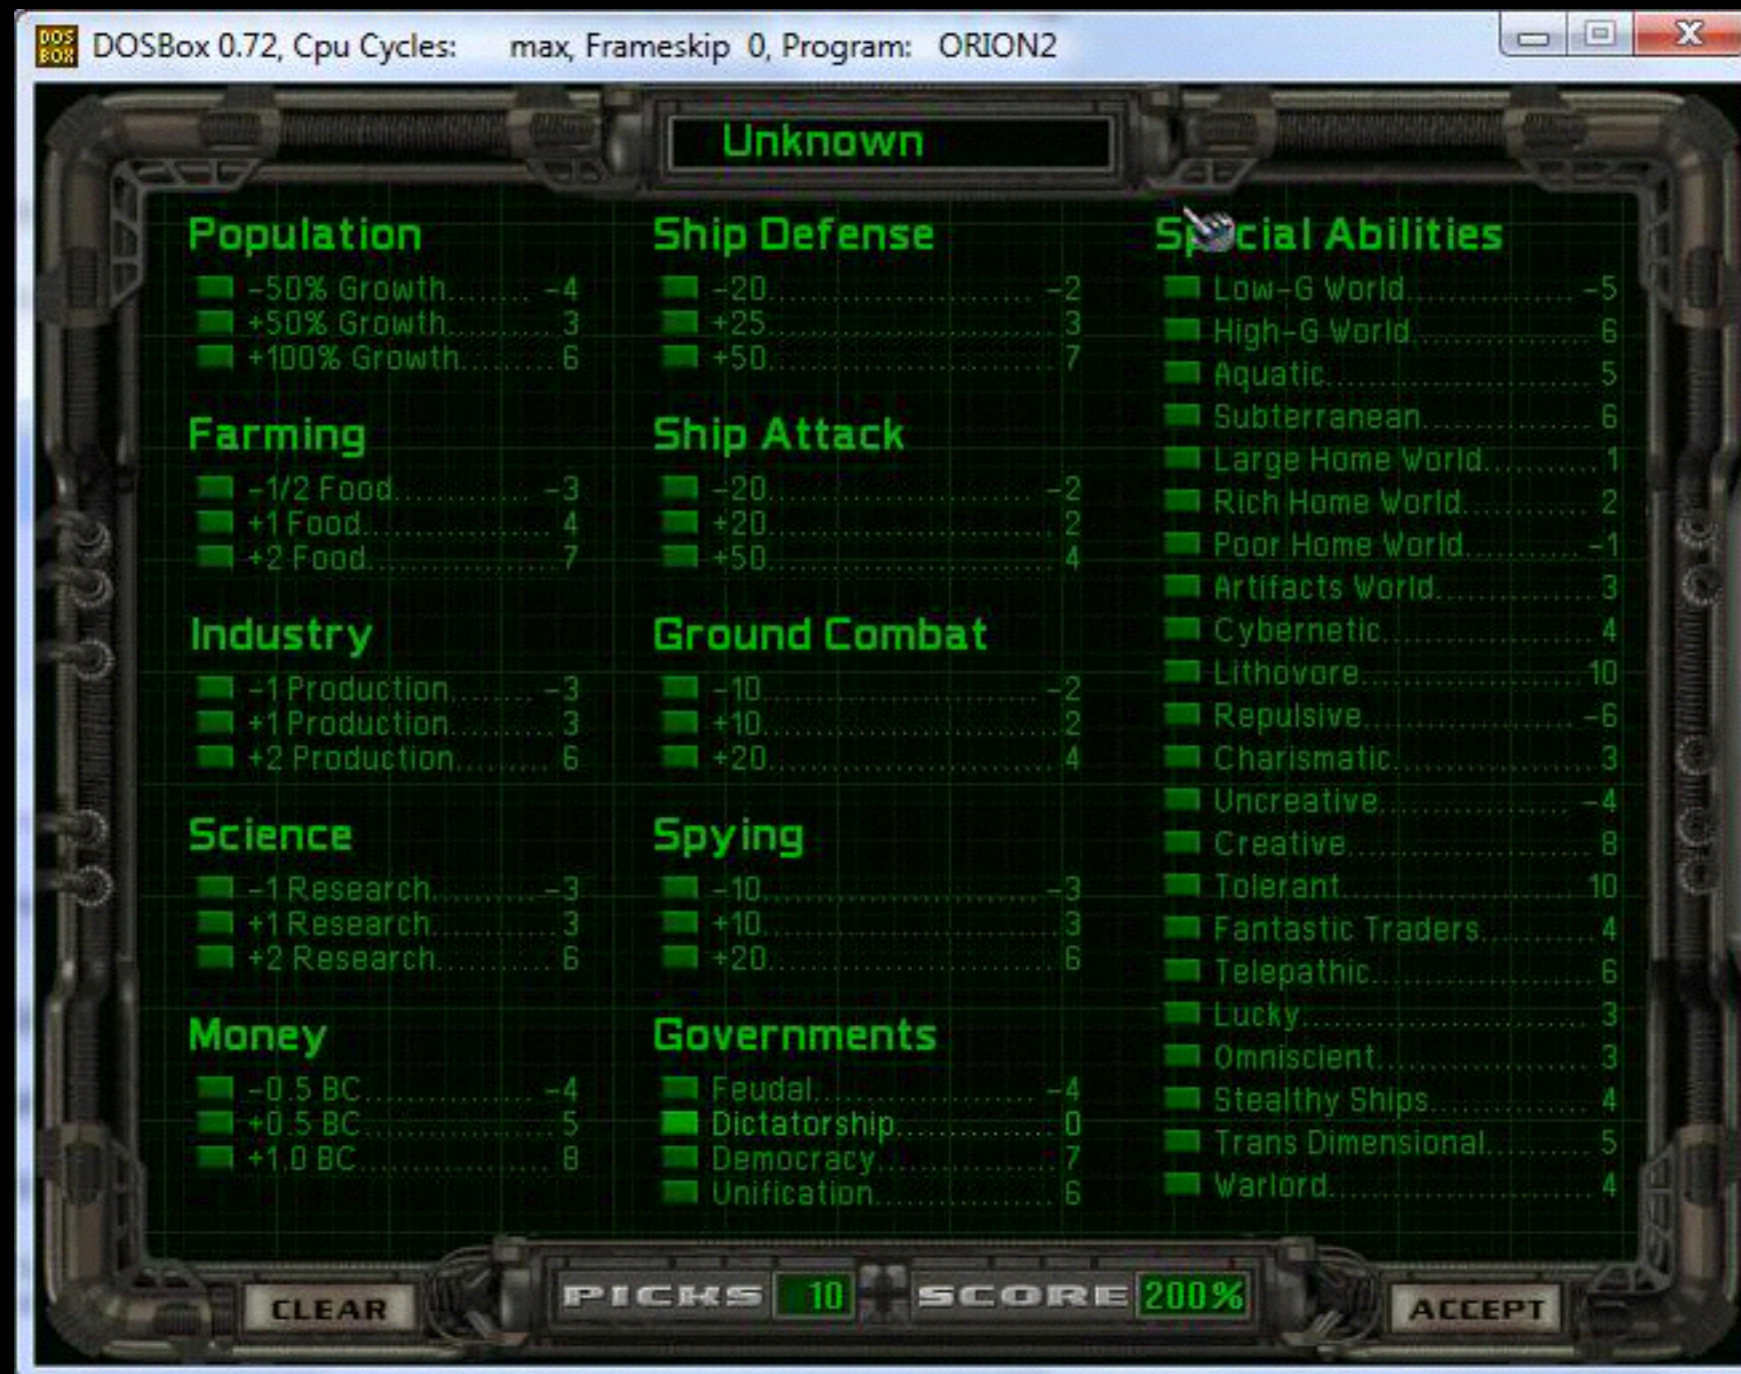 DOS
BOX
DOSBox 0.72, Cpu Cycles: max, Frameskip 0, Program: ORION2
Unknown
Population
-50% Growth........ -4
+50% Growth.......... 3
+100% Growth......... 6
Farming
-1/2 Food.............. -3
+1 Food................. 4
+2 Food................. 7
Industry
-1 Production........ -3
+1 Production.......... 3
+2 Production......... 6
Science
-1 Research.......... -3
+1 Research............ 3
+2 Research........... 6
Money
-0.5 BC................ -4
+0.5 BC.................. 5
+1.0 BC.................. 8
Ship Defense
-20......................... -2
+25........................... 3
+50........................... 7
Ship Attack
-20......................... -2
+20........................... 2
+50........................... 4
Ground Combat
-10......................... -2
+10........................... 2
+20........................... 4
Spying
-10......................... -3
+10........................... 3
+20........................... 6
Governments
Feudal..................... -4
Dictatorship............... 0
Democracy.................. 7
Unification................ 6
Special Abilities
Low-G World............... -5
High-G World................ 6
Aquatic..................... 5
Subterranean................ 6
Large Home World........... 1
Rich Home World............ 2
Poor Home World.......... -1
Artifacts World............. 3
Cybernetic.................. 4
Lithovore.................. 10
Repulsive................. -6
Charismatic................. 3
Uncreative................ -4
Creative.................... 8
Tolerant................... 10
Fantastic Traders.......... 4
Telepathic.................. 6
Lucky....................... 3
Omniscient.................. 3
Stealthy Ships.............. 4
Trans Dimensional.......... 5
Warlord..................... 4
CLEAR PICKS 10 SCORE 200% ACCEPT